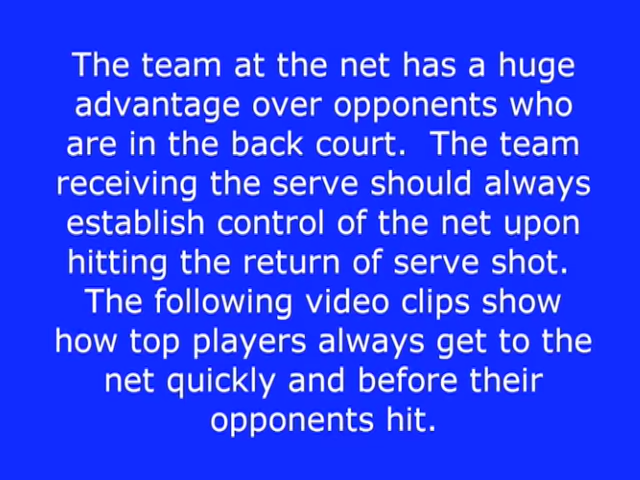 The team at the net has a huge
advantage over opponents who
are in the back court.  The team
receiving the serve should always
establish control of the net upon
hitting the return of serve shot.
The following video clips show
how top players always get to the
net quickly and before their
opponents hit.